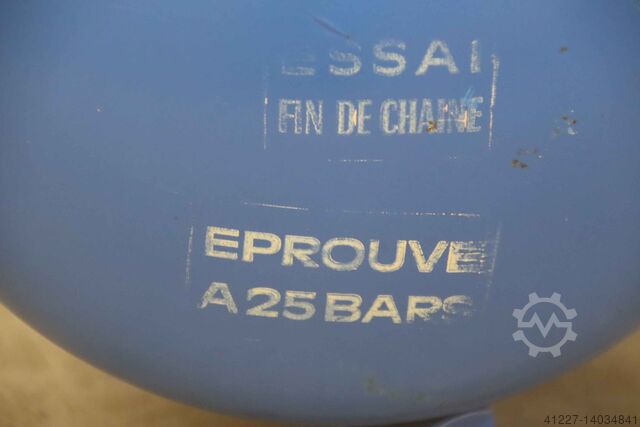 ESSAI
FIN DE CHAINE
EPROUVE
A 25 BARS
41227-14034841